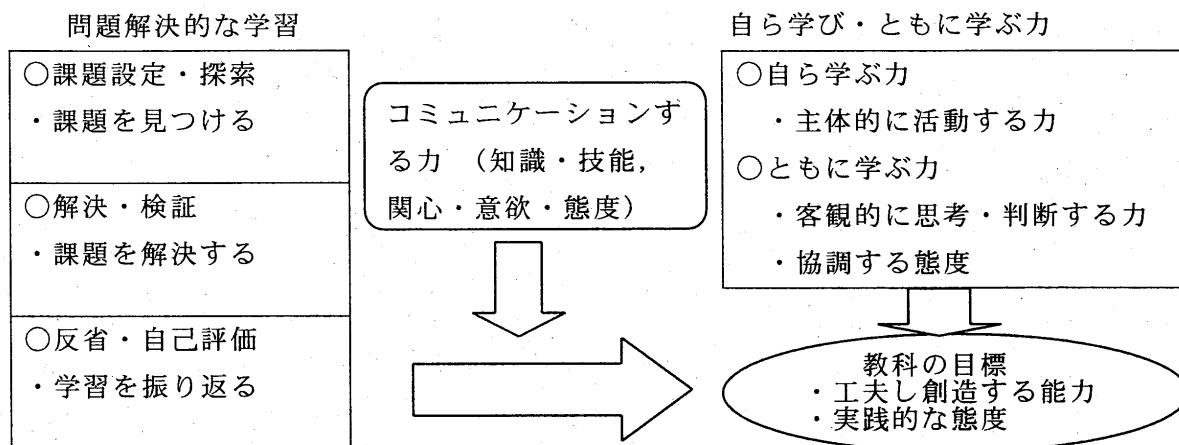 問題解決的な学習
○課題設定・探索
・課題を見つける
○解決・検証
・課題を解決する
○反省・自己評価
・学習を振り返る
コミュニケーションす
る力 （知識・技能,
関心・意欲・態度）
自ら学び・ともに学ぶ力
○自ら学ぶ力
・主体的に活動する力
○ともに学ぶ力
・客観的に思考・判断する力
・協調する態度
教科の目標
・工夫し創造する能力
・実践的な態度